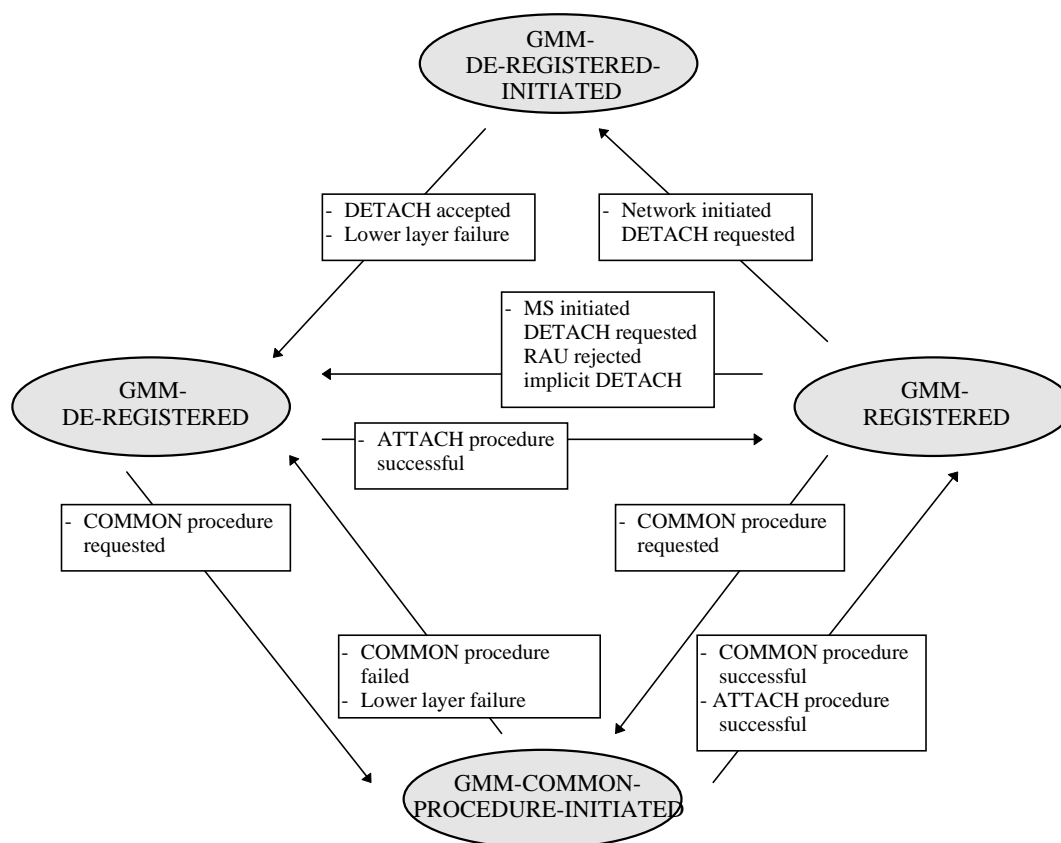 GMM-
DE-REGISTERED-
INITIATED
- DETACH accepted
- Lower layer failure
- Network initiated
DETACH requested
- MS initiated
DETACH requested
RAU rejected
implicit DETACH
GMM-
DE-REGISTERED
GMM-
REGISTERED
- ATTACH procedure
successful
- COMMON procedure
requested
- COMMON procedure
requested
- COMMON procedure
failed
- Lower layer failure
- COMMON procedure
successful
- ATTACH procedure
successful
GMM-COMMON-
PROCEDURE-INITIATED